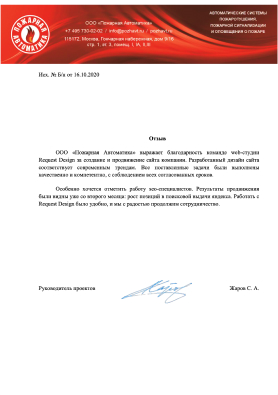 ПОЖАРНАЯ
АВТОМАТИКА
ООО «Пожарная Автоматика»
+7 495 730-02-02 / info@pozhavt.ru / pozhavt.ru
115172, Москва, Гончарная набережная, дом 9/16
стр. 1, эт. 2, помещ. I
АВТОМАТИЧЕСКИЕ СИСТЕМЫ
ПОЖАРОТУШЕНИЯ,
ПОЖАРНОЙ СИГНАЛИЗАЦИИ
И ОПОВЕЩЕНИЕ О ПОЖАРЕ
Исх. № Б/н от 16.10.2020
Отзыв
ООО «Пожарная Автоматика» выражает благодарность команде web-студии
Request Design за создание и продвижение сайта компании. Разработанный дизайн сайта
соответствует современным трендам. Все поставленные задачи были выполнены
качественно и компетентно, с соблюдением всех согласованных сроков.
Особенно хочется отметить работу seo-специалистов. Результаты продвижения
были видны уже со второго месяца: рост позиций в поисковой выдачи яндекса. Работать с
Request Design было удобно, и мы с радостью продолжим сотрудничество.
Руководитель проектов
Жаров С. А.